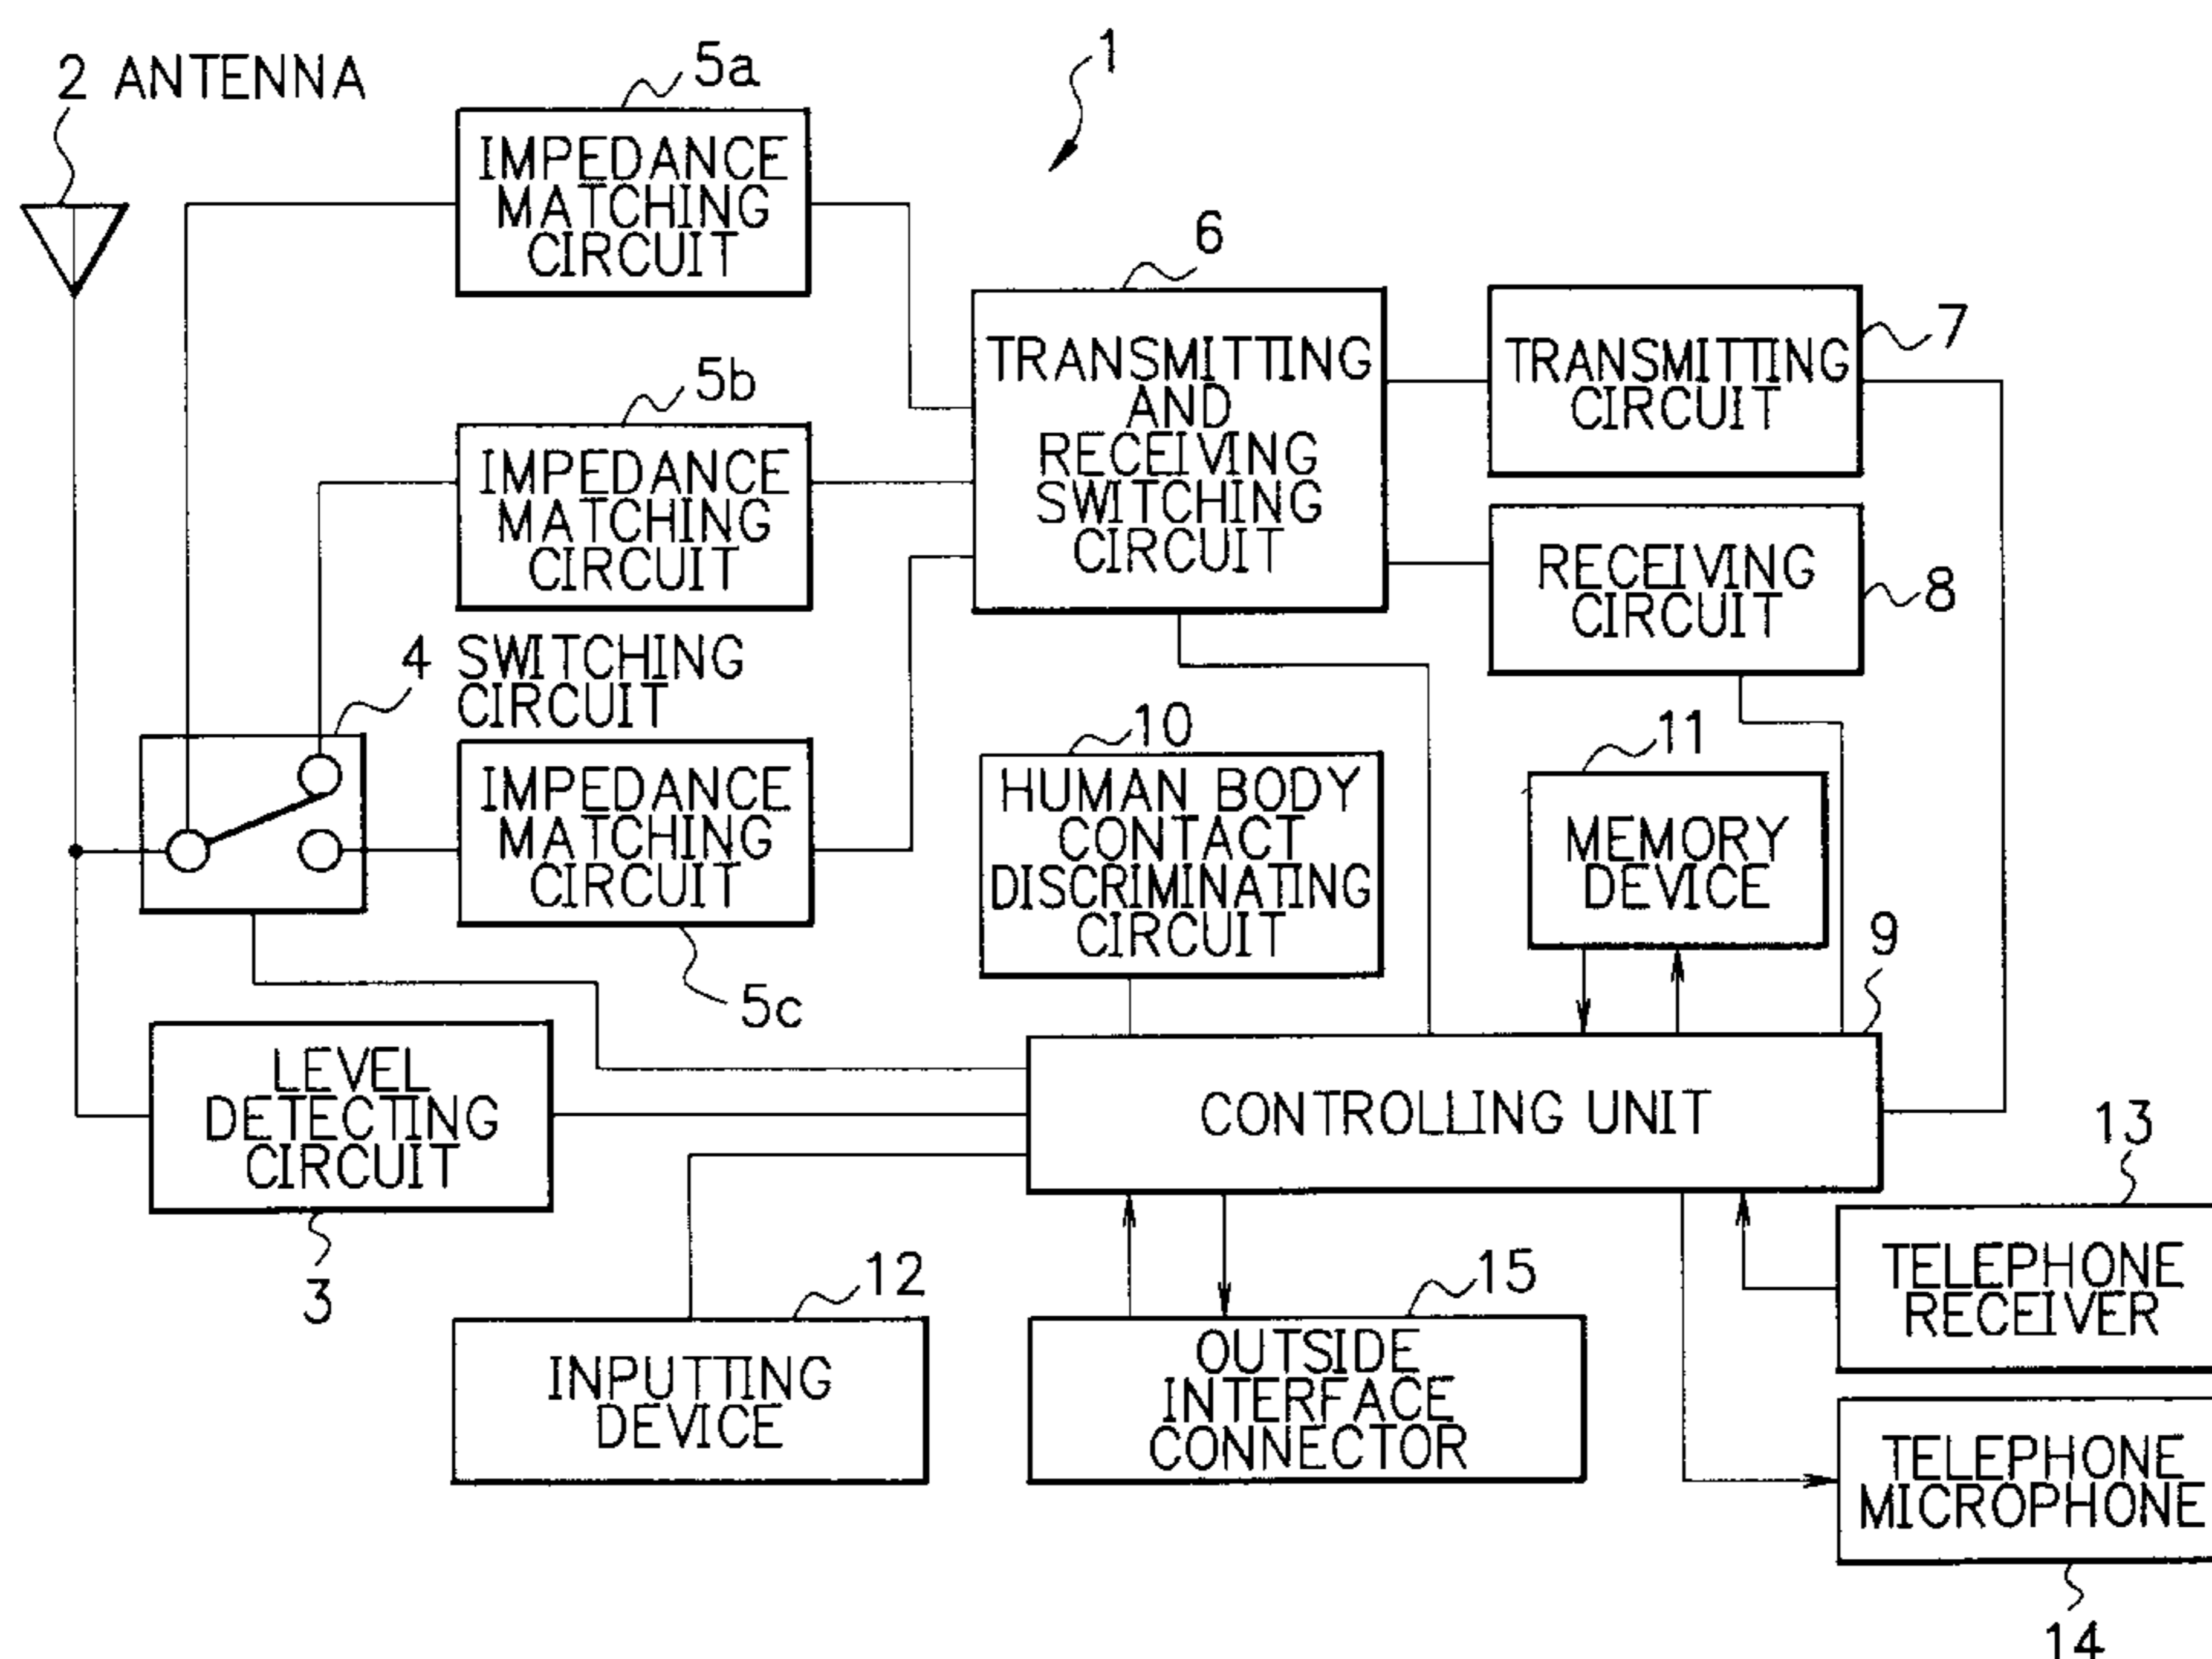 1
2 ANTENNA
5a
IMPEDANCE
MATCHING
CIRCUIT
6
TRANSMITTING
AND
RECEIVING
SWITCHING
CIRCUIT
7
TRANSMITTING
CIRCUIT
5b
IMPEDANCE
MATCHING
CIRCUIT
8
RECEIVING
CIRCUIT
4 SWITCHING
CIRCUIT
IMPEDANCE
MATCHING
CIRCUIT
5c
10
HUMAN BODY
CONTACT
DISCRIMINATING
CIRCUIT
11
MEMORY
DEVICE
9
CONTROLLING UNIT
LEVEL
DETECTING
CIRCUIT
3
12
INPUTTING
DEVICE
15
OUTSIDE
INTERFACE
CONNECTOR
13
TELEPHONE
RECEIVER
TELEPHONE
MICROPHONE
14